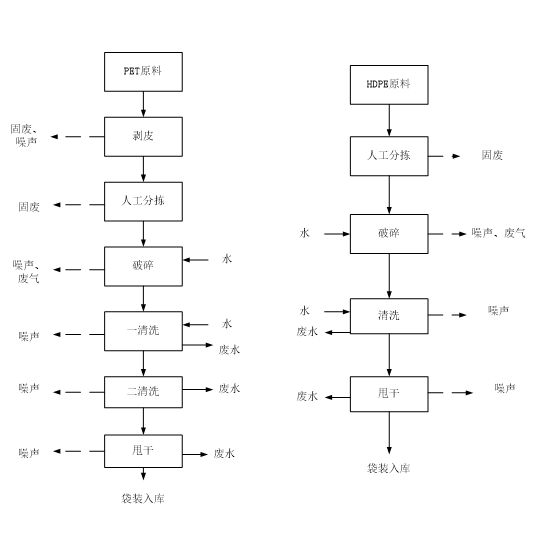 PET原料
固废、
噪声
剥皮
固废
人工分拣
噪声、
废气
破碎
水
噪声
一清洗
水
废水
噪声
二清洗
废水
噪声
甩干
废水
袋装入库
HDPE原料
人工分拣
固废
水
破碎
噪声、废气
水
废水
清洗
噪声
废水
甩干
噪声
袋装入库